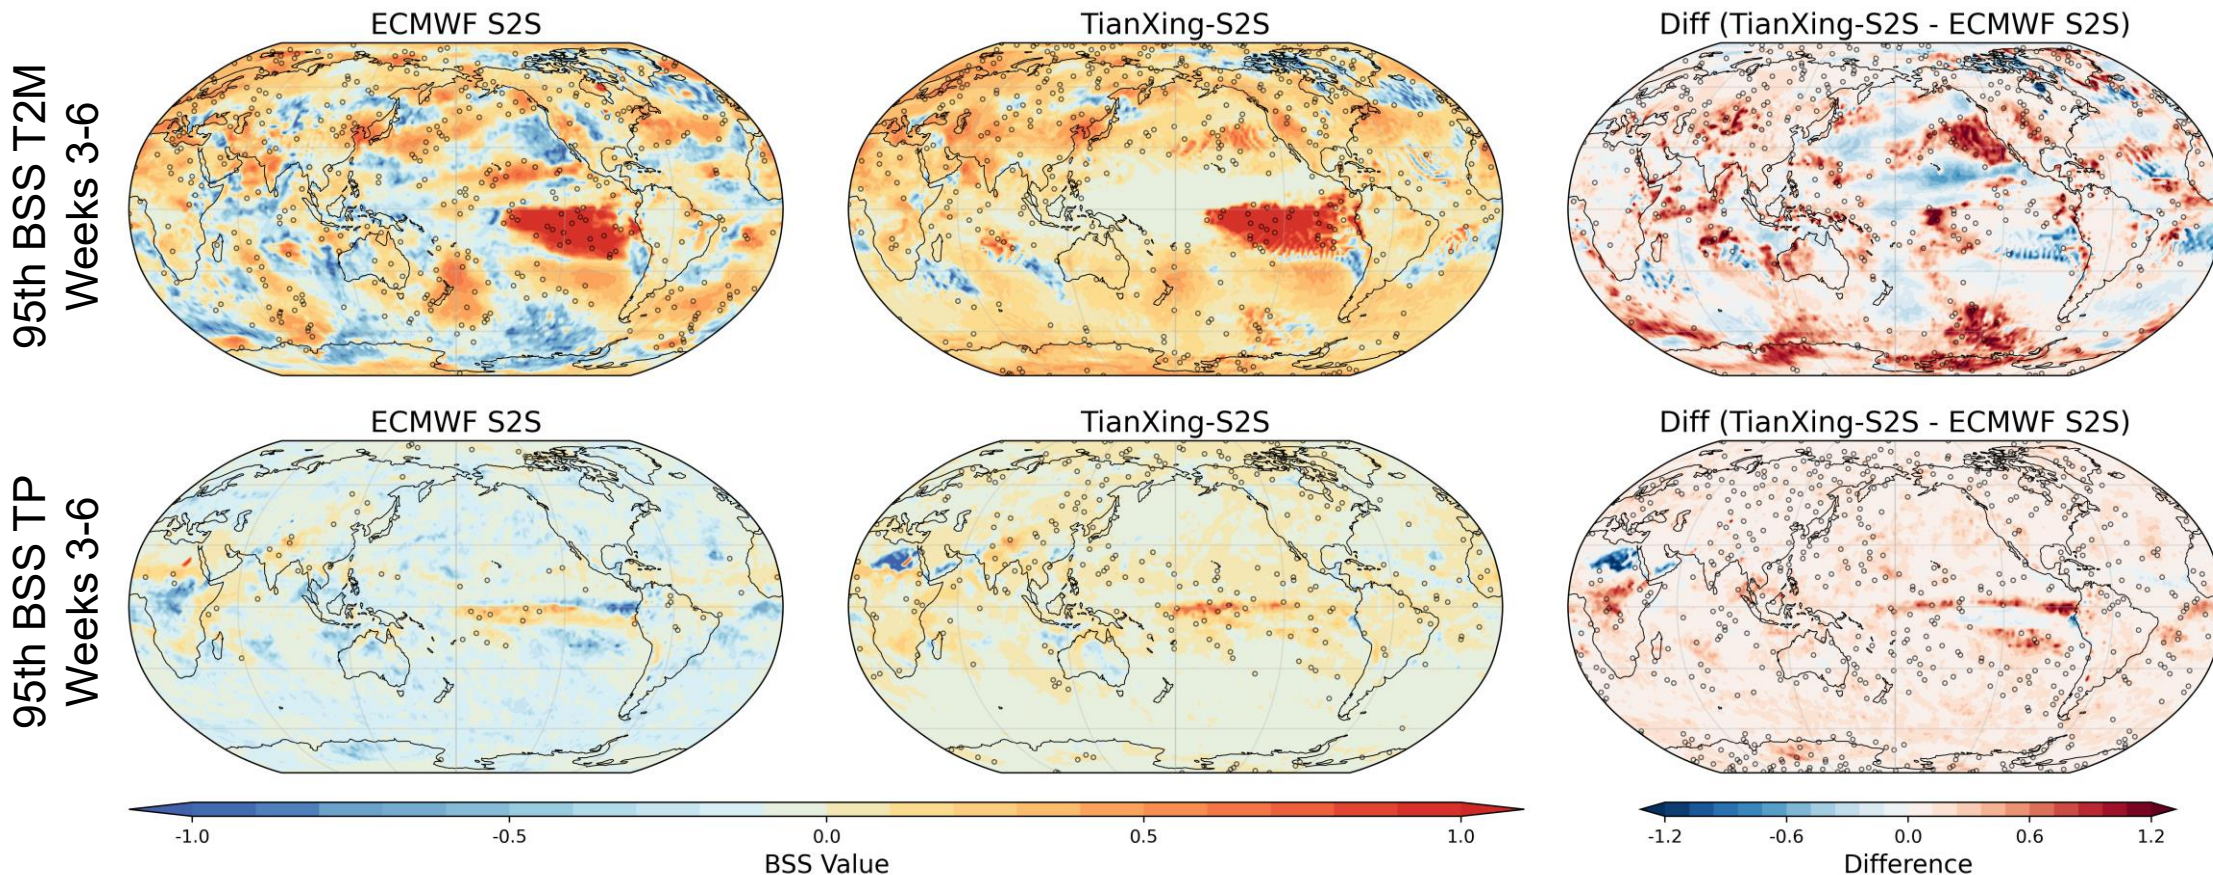 ECMWF S2S
TianXing-S2S
Diff (TianXing-S2S - ECMWF S2S)
95th BSS T2M
Weeks 3-6
ECMWF S2S
TianXing-S2S
Diff (TianXing-S2S - ECMWF S2S)
95th BSS TP
Weeks 3-6
-1.0 -0.5 0.0 0.5 1.0
BSS Value
-1.2 -0.6 0.0 0.6 1.2
Difference